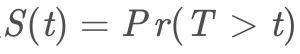 S(t) = Pr(T > t)